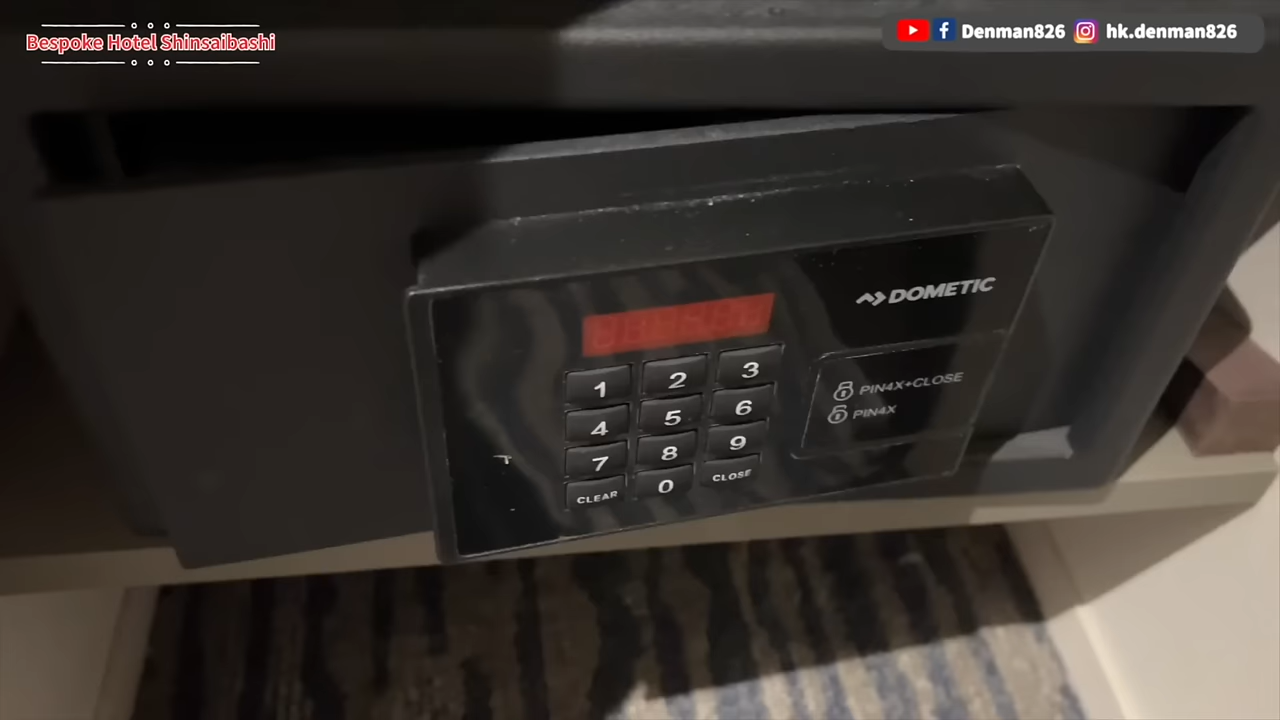 Bespoke Hotel Shinsaibashi
Denman826 hk.denman826
DOMETIC
1 2 3
4 5 6
7 8 9
CLEAR 0 CLOSE
PIN4X+CLOSE
PIN4X